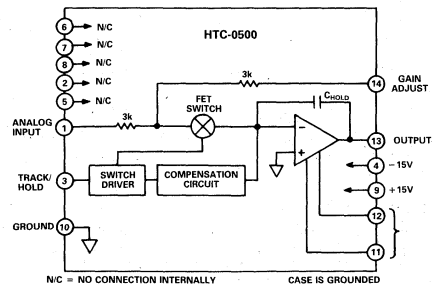 HTC-0500
6 N/C
7 N/C
8 N/C
2 N/C
5 N/C
3k
14 GAIN ADJUST
FET SWITCH
C HOLD
3k
ANALOG INPUT 1
−
+
13 OUTPUT
4 −15V
9 +15V
TRACK/ HOLD 3
SWITCH DRIVER
COMPENSATION CIRCUIT
12
GROUND 10
11
N/C = NO CONNECTION INTERNALLY
CASE IS GROUNDED